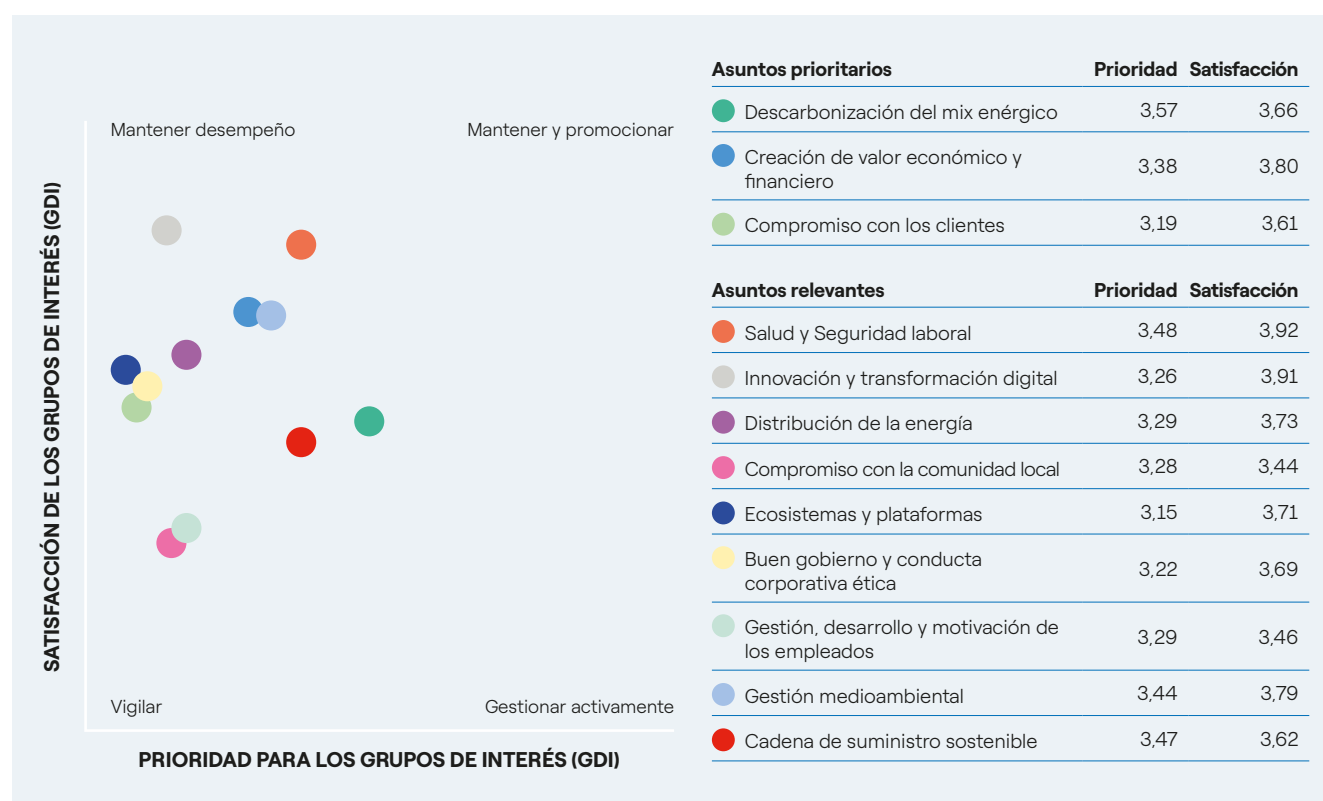 Mantener desempeño
Mantener y promocionar
SATISFACCIÓN DE LOS GRUPOS DE INTERÉS (GDI)
Vigilar
Gestionar activamente
PRIORIDAD PARA LOS GRUPOS DE INTERÉS (GDI)
Asuntos prioritarios Prioridad Satisfacción
Descarbonización del mix enérgico 3,57 3,66
Creación de valor económico y
financiero 3,38 3,80
Compromiso con los clientes 3,19 3,61
Asuntos relevantes Prioridad Satisfacción
Salud y Seguridad laboral 3,48 3,92
Innovación y transformación digital 3,26 3,91
Distribución de la energía 3,29 3,73
Compromiso con la comunidad local 3,28 3,44
Ecosistemas y plataformas 3,15 3,71
Buen gobierno y conducta
corporativa ética 3,22 3,69
Gestión, desarrollo y motivación de
los empleados 3,29 3,46
Gestión medioambiental 3,44 3,79
Cadena de suministro sostenible 3,47 3,62